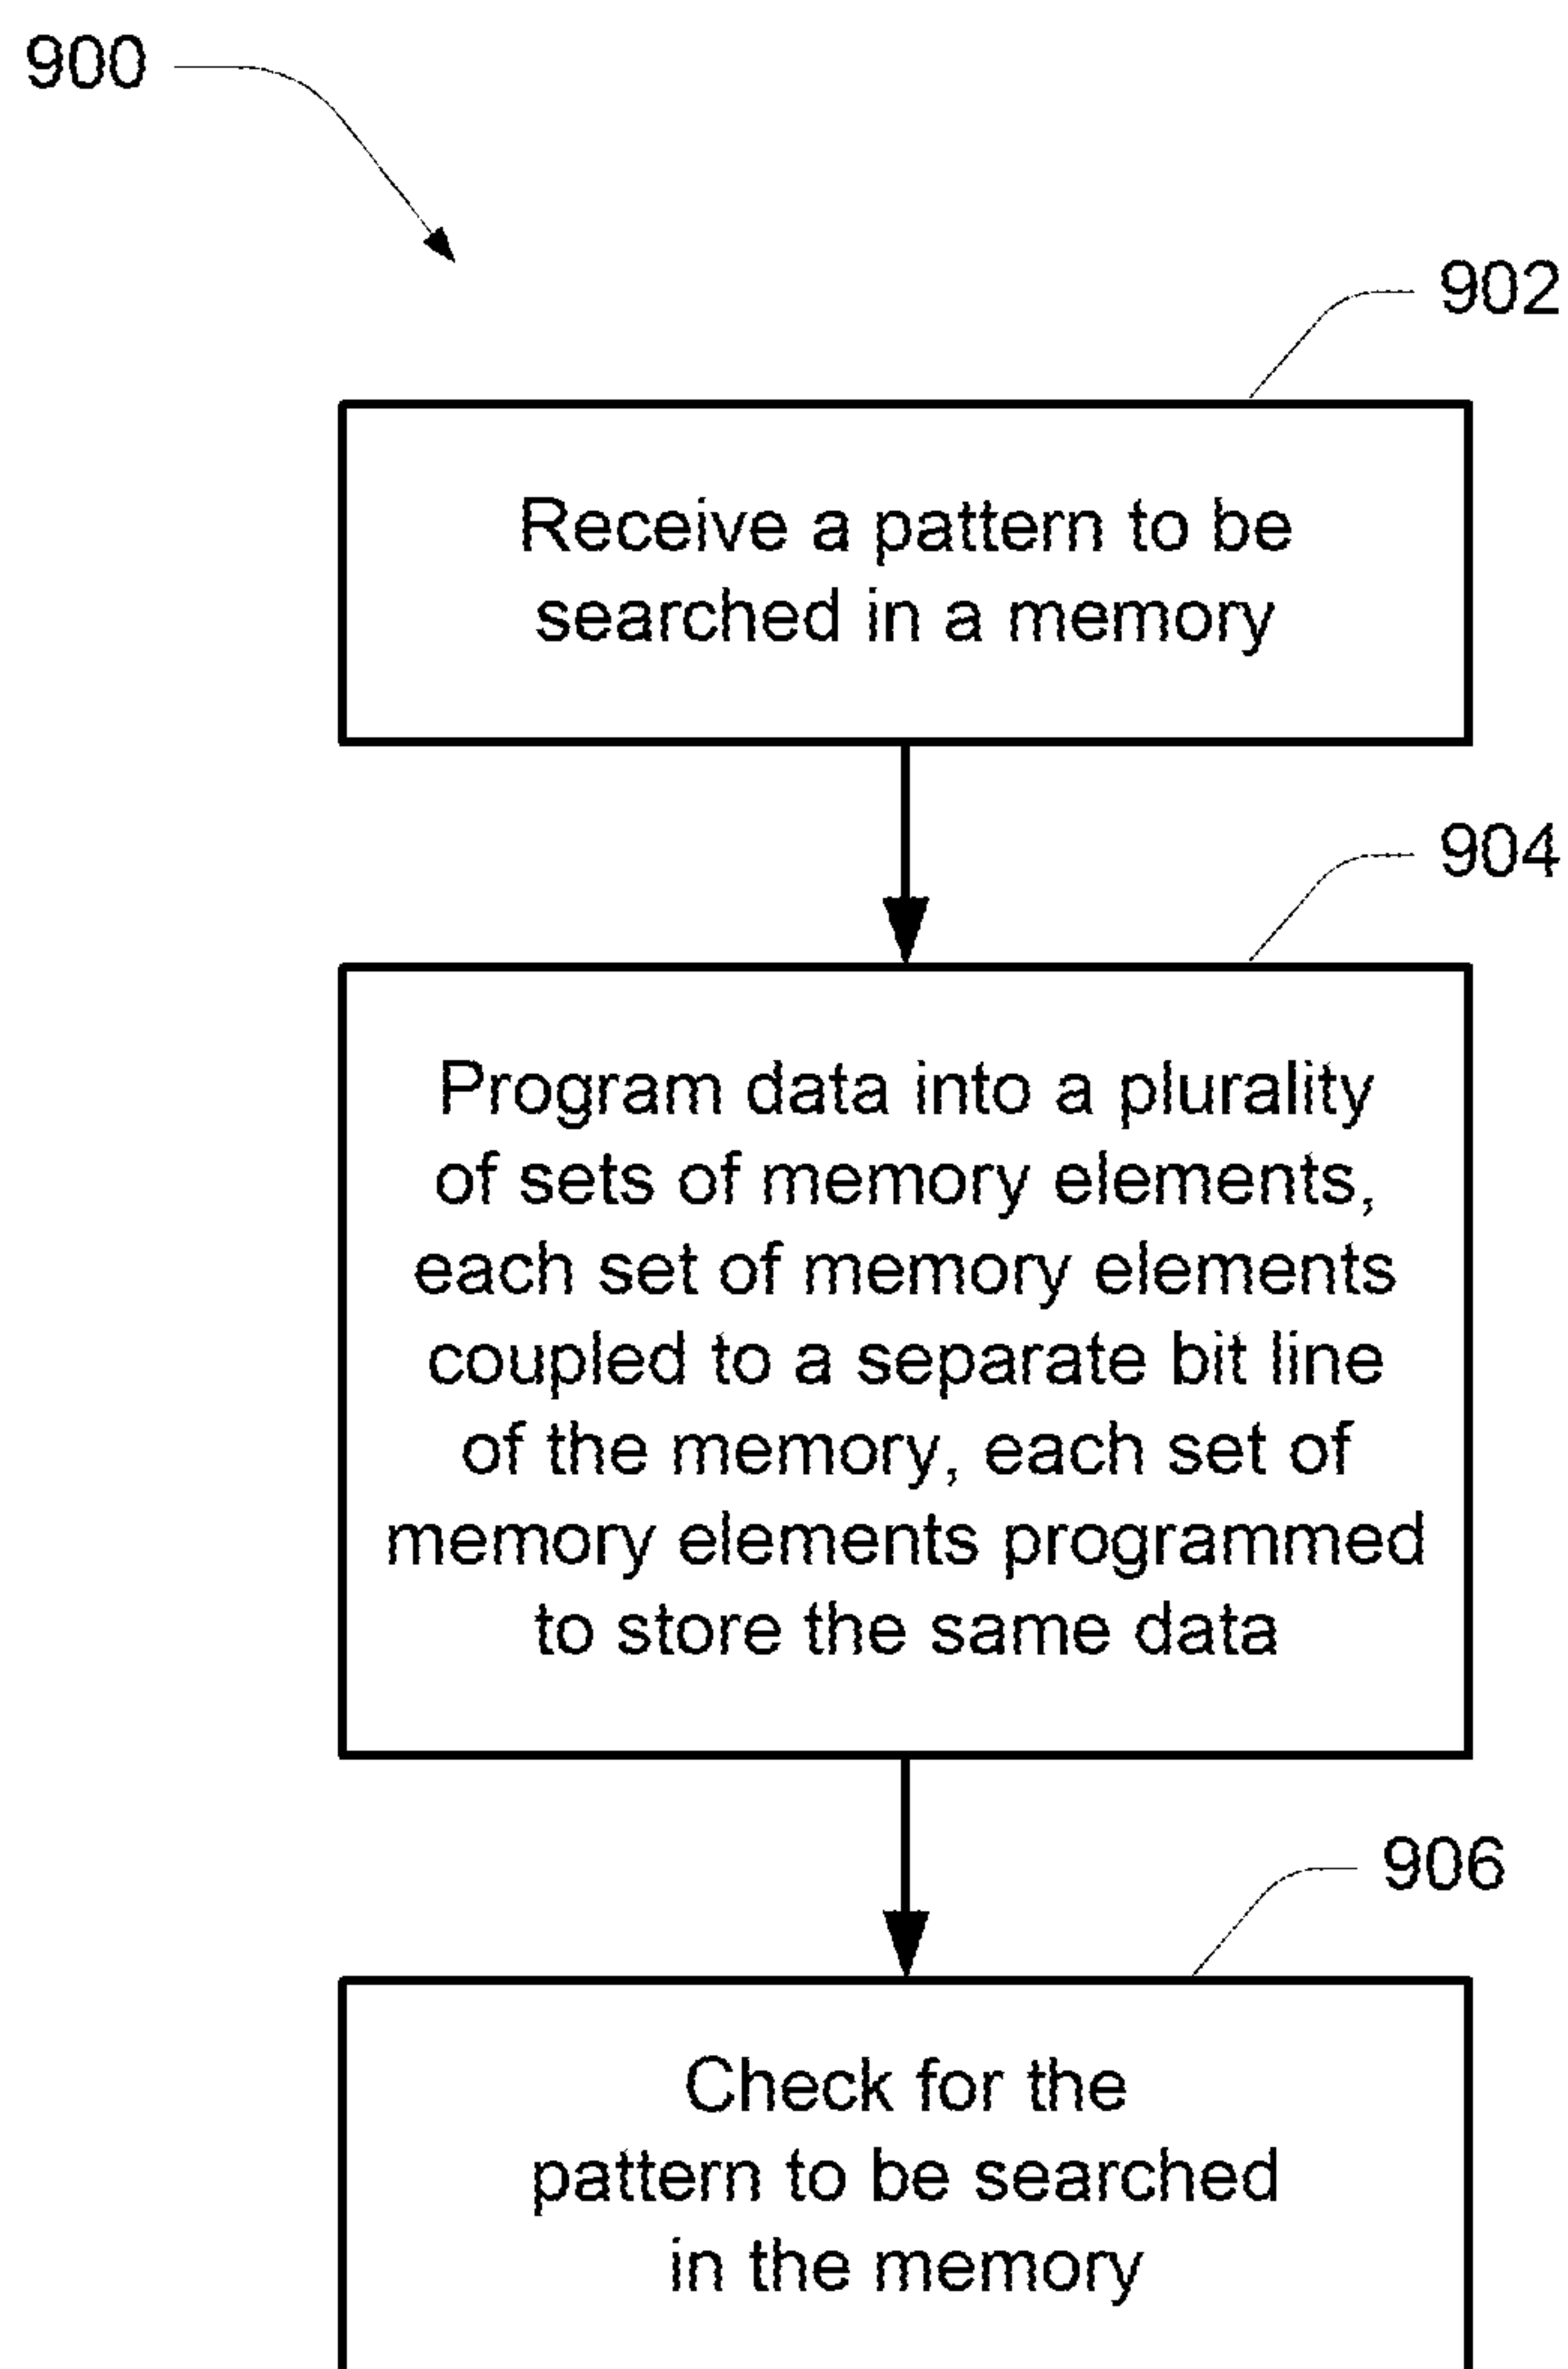 900
902
Receive a pattern to be
searched in a memory
904
Program data into a plurality
of sets of memory elements,
each set of memory elements
coupled to a separate bit line
of the memory, each set of
memory elements programmed
to store the same data
906
Check for the
pattern to be searched
in the memory